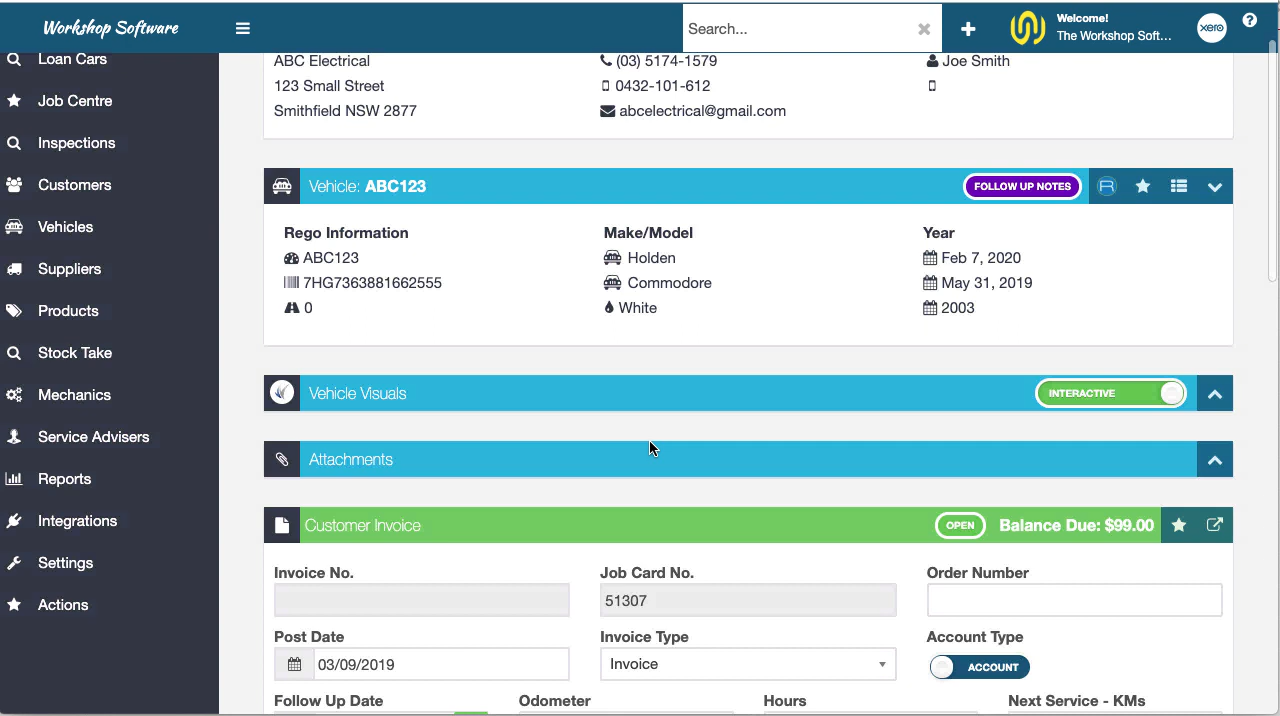 Workshop Software
Search...
Welcome!
The Workshop Soft...
xero
Loan Cars
Job Centre
Inspections
Customers
Vehicles
Suppliers
Products
Stock Take
Mechanics
Service Advisers
Reports
Integrations
Settings
Actions
ABC Electrical
123 Small Street
Smithfield NSW 2877
(03) 5174-1579
0432-101-612
abcelectrical@gmail.com
Joe Smith
Vehicle: ABC123
FOLLOW UP NOTES
Rego Information
ABC123
7HG7363881662555
0
Make/Model
Holden
Commodore
White
Year
Feb 7, 2020
May 31, 2019
2003
Vehicle Visuals
INTERACTIVE
Attachments
Customer Invoice
OPEN
Balance Due: $99.00
Invoice No.
Job Card No.
51307
Order Number
Post Date
03/09/2019
Invoice Type
Invoice
Account Type
ACCOUNT
Follow Up Date
Odometer
Hours
Next Service - KMs